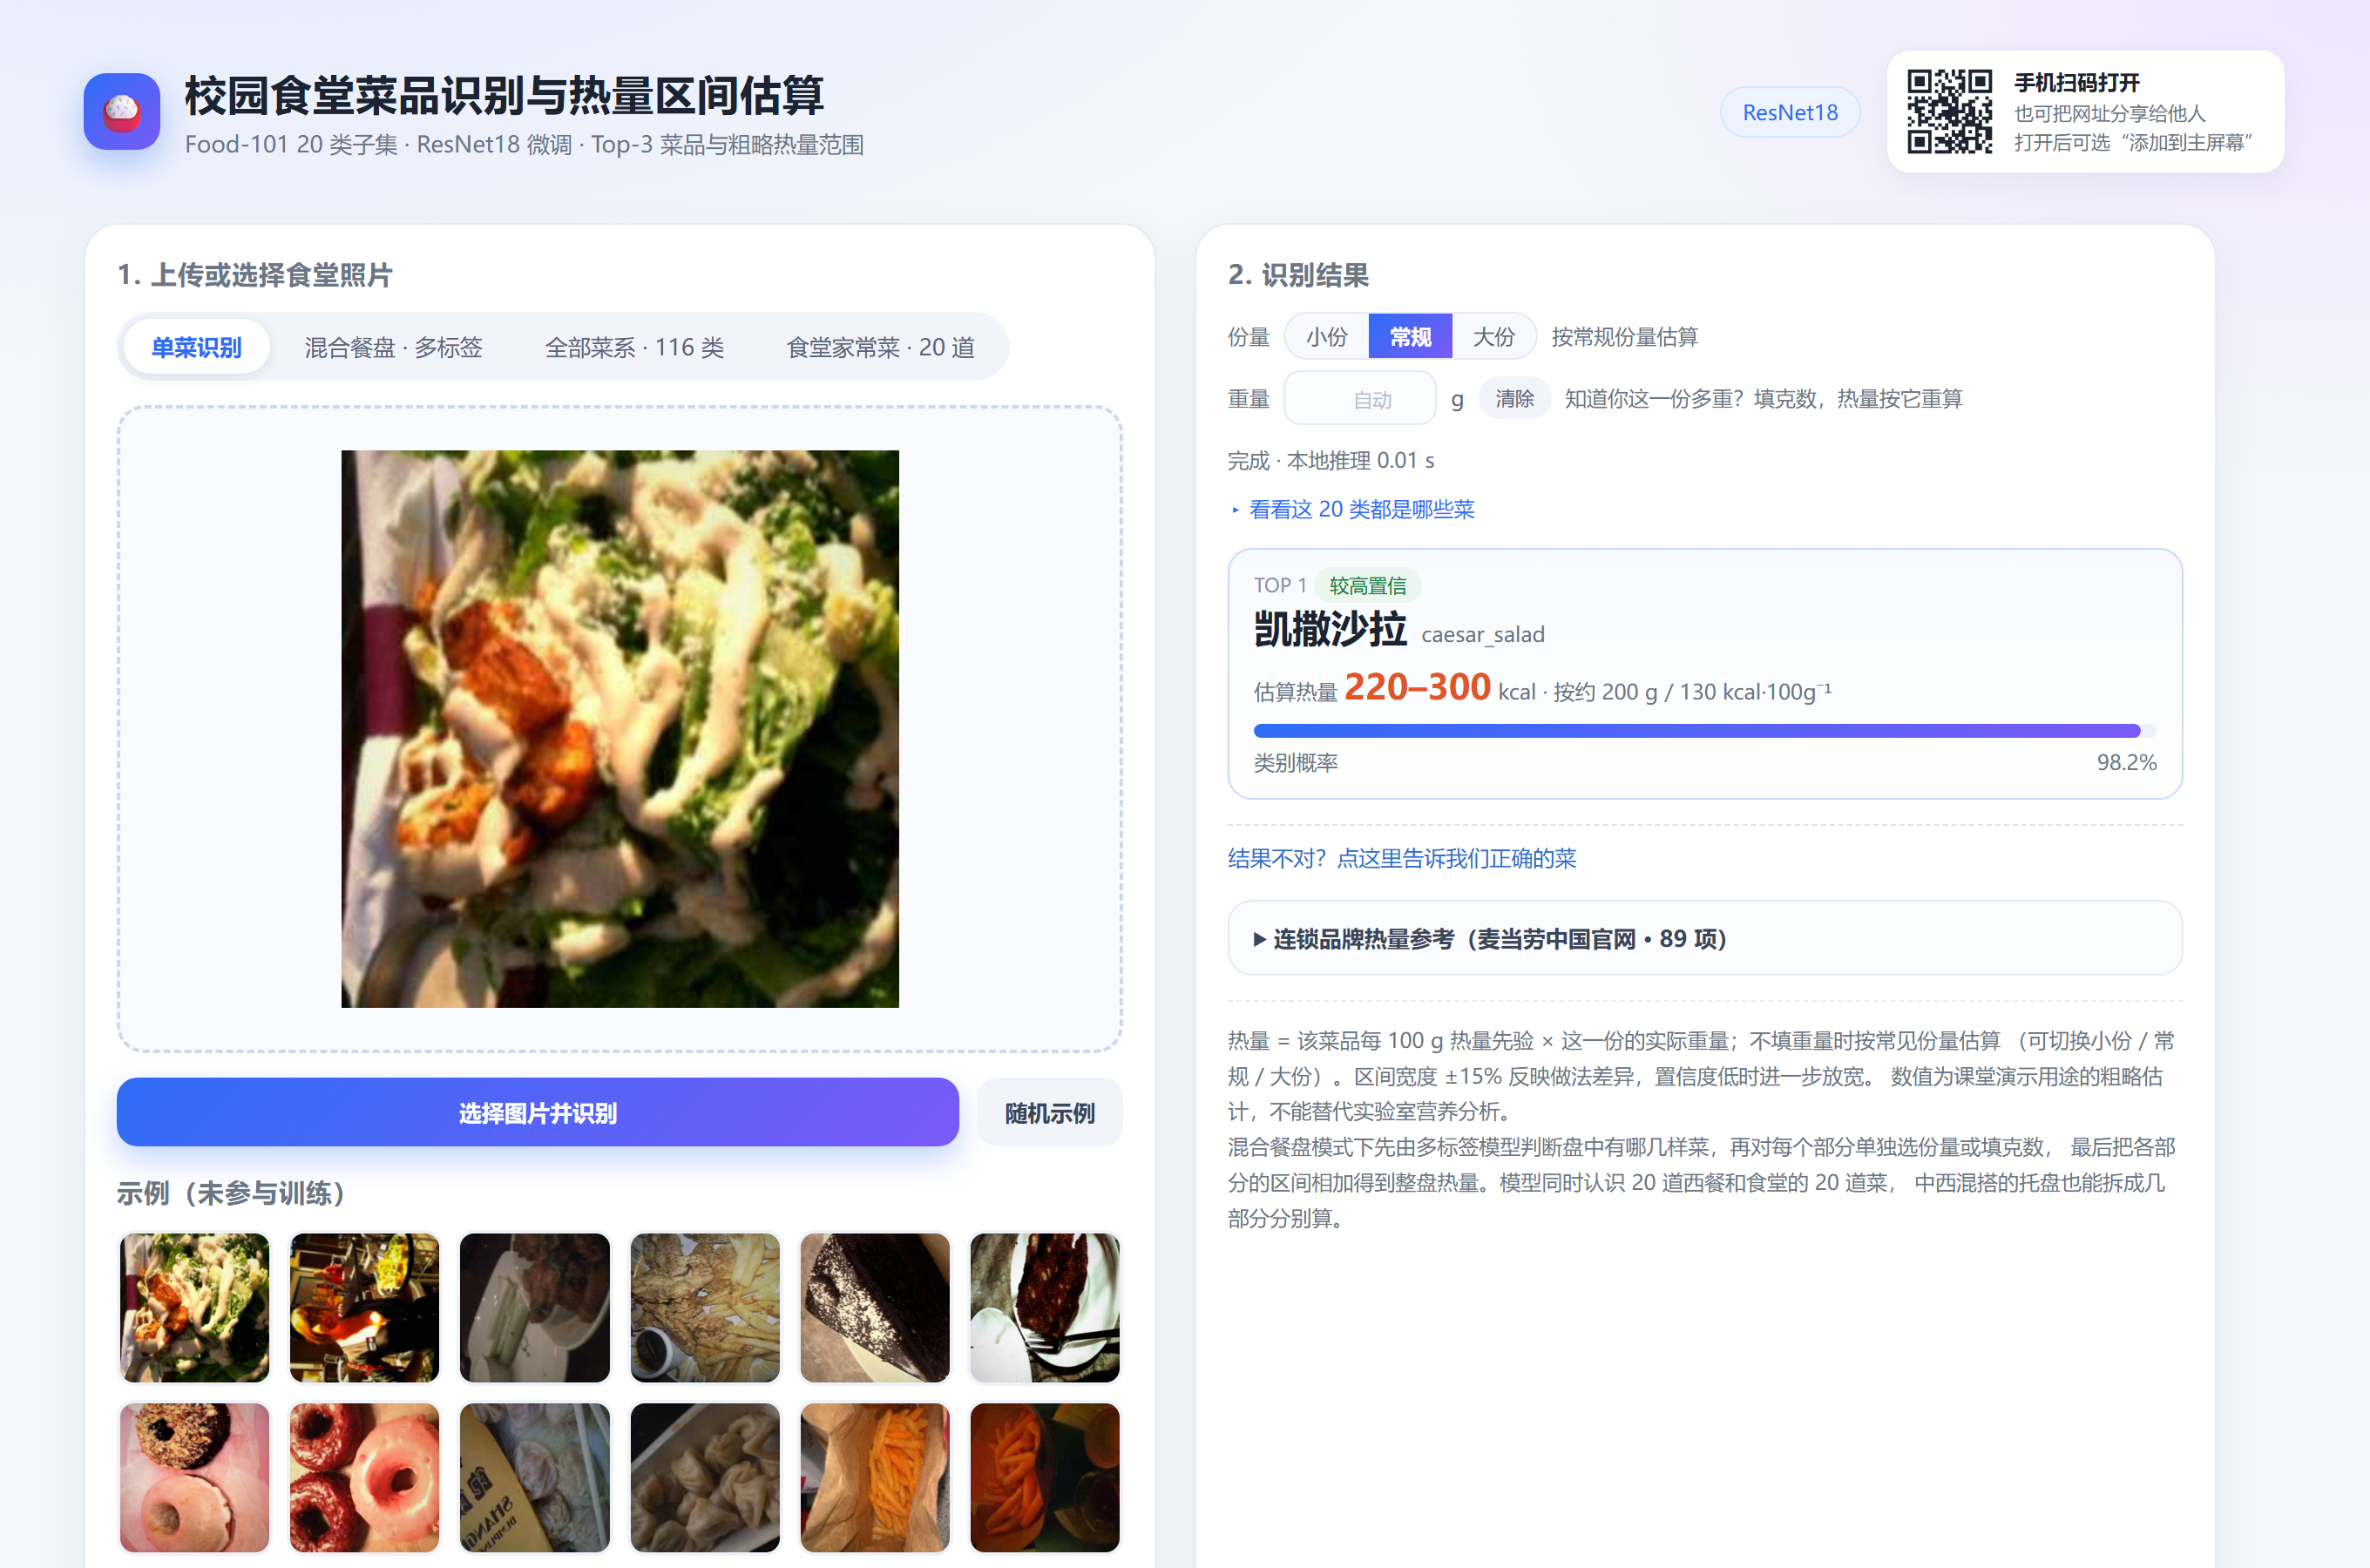 校园食堂菜品识别与热量区间估算
Food-101 20 类子集 · ResNet18 微调 · Top-3 菜品与粗略热量范围
ResNet18
手机扫码打开
也可把网址分享给他人
打开后可选“添加到主屏幕”
1. 上传或选择食堂照片
单菜识别 混合餐盘 · 多标签 全部菜系 · 116 类 食堂家常菜 · 20 道
选择图片并识别 随机示例
示例（未参与训练）
2. 识别结果
份量 小份 常规 大份 按常规份量估算
重量 自动 g 清除 知道你这一份多重？填克数，热量按它重算
完成 · 本地推理 0.01 s
‣ 看看这 20 类都是哪些菜
TOP 1 较高置信
凯撒沙拉 caesar_salad
估算热量 220–300 kcal · 按约 200 g / 130 kcal·100g⁻¹
类别概率 98.2%
结果不对？点这里告诉我们正确的菜
▶ 连锁品牌热量参考（麦当劳中国官网 • 89 项）
热量 = 该菜品每 100 g 热量先验 × 这一份的实际重量；不填重量时按常见份量估算 （可切换小份 / 常
规 / 大份）。区间宽度 ±15% 反映做法差异，置信度低时进一步放宽。 数值为课堂演示用途的粗略估
计，不能替代实验室营养分析。
混合餐盘模式下先由多标签模型判断盘中有哪几样菜，再对每个部分单独选份量或填克数， 最后把各部
分的区间相加得到整盘热量。模型同时认识 20 道西餐和食堂的 20 道菜， 中西混搭的托盘也能拆成几
部分分别算。